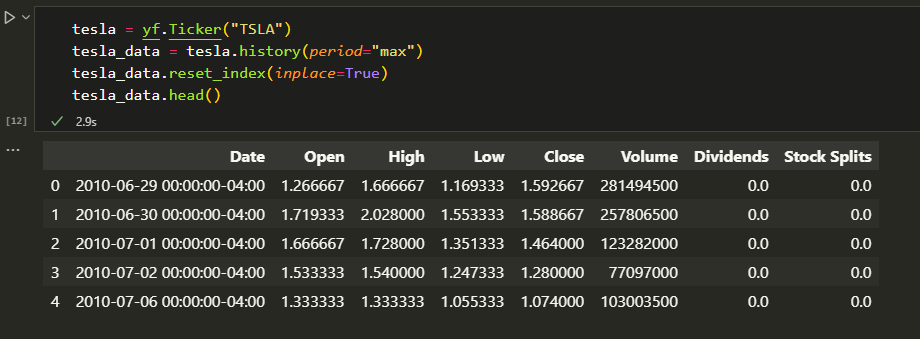 tesla = yf.Ticker("TSLA")
tesla_data = tesla.history(period="max")
tesla_data.reset_index(inplace=True)
tesla_data.head()
[12] 2.9s
...
Date Open High Low Close Volume Dividends Stock Splits
0 2010-06-29 00:00:00-04:00 1.266667 1.666667 1.169333 1.592667 281494500 0.0 0.0
1 2010-06-30 00:00:00-04:00 1.719333 2.028000 1.553333 1.588667 257806500 0.0 0.0
2 2010-07-01 00:00:00-04:00 1.666667 1.728000 1.351333 1.464000 123282000 0.0 0.0
3 2010-07-02 00:00:00-04:00 1.533333 1.540000 1.247333 1.280000 77097000 0.0 0.0
4 2010-07-06 00:00:00-04:00 1.333333 1.333333 1.055333 1.074000 103003500 0.0 0.0